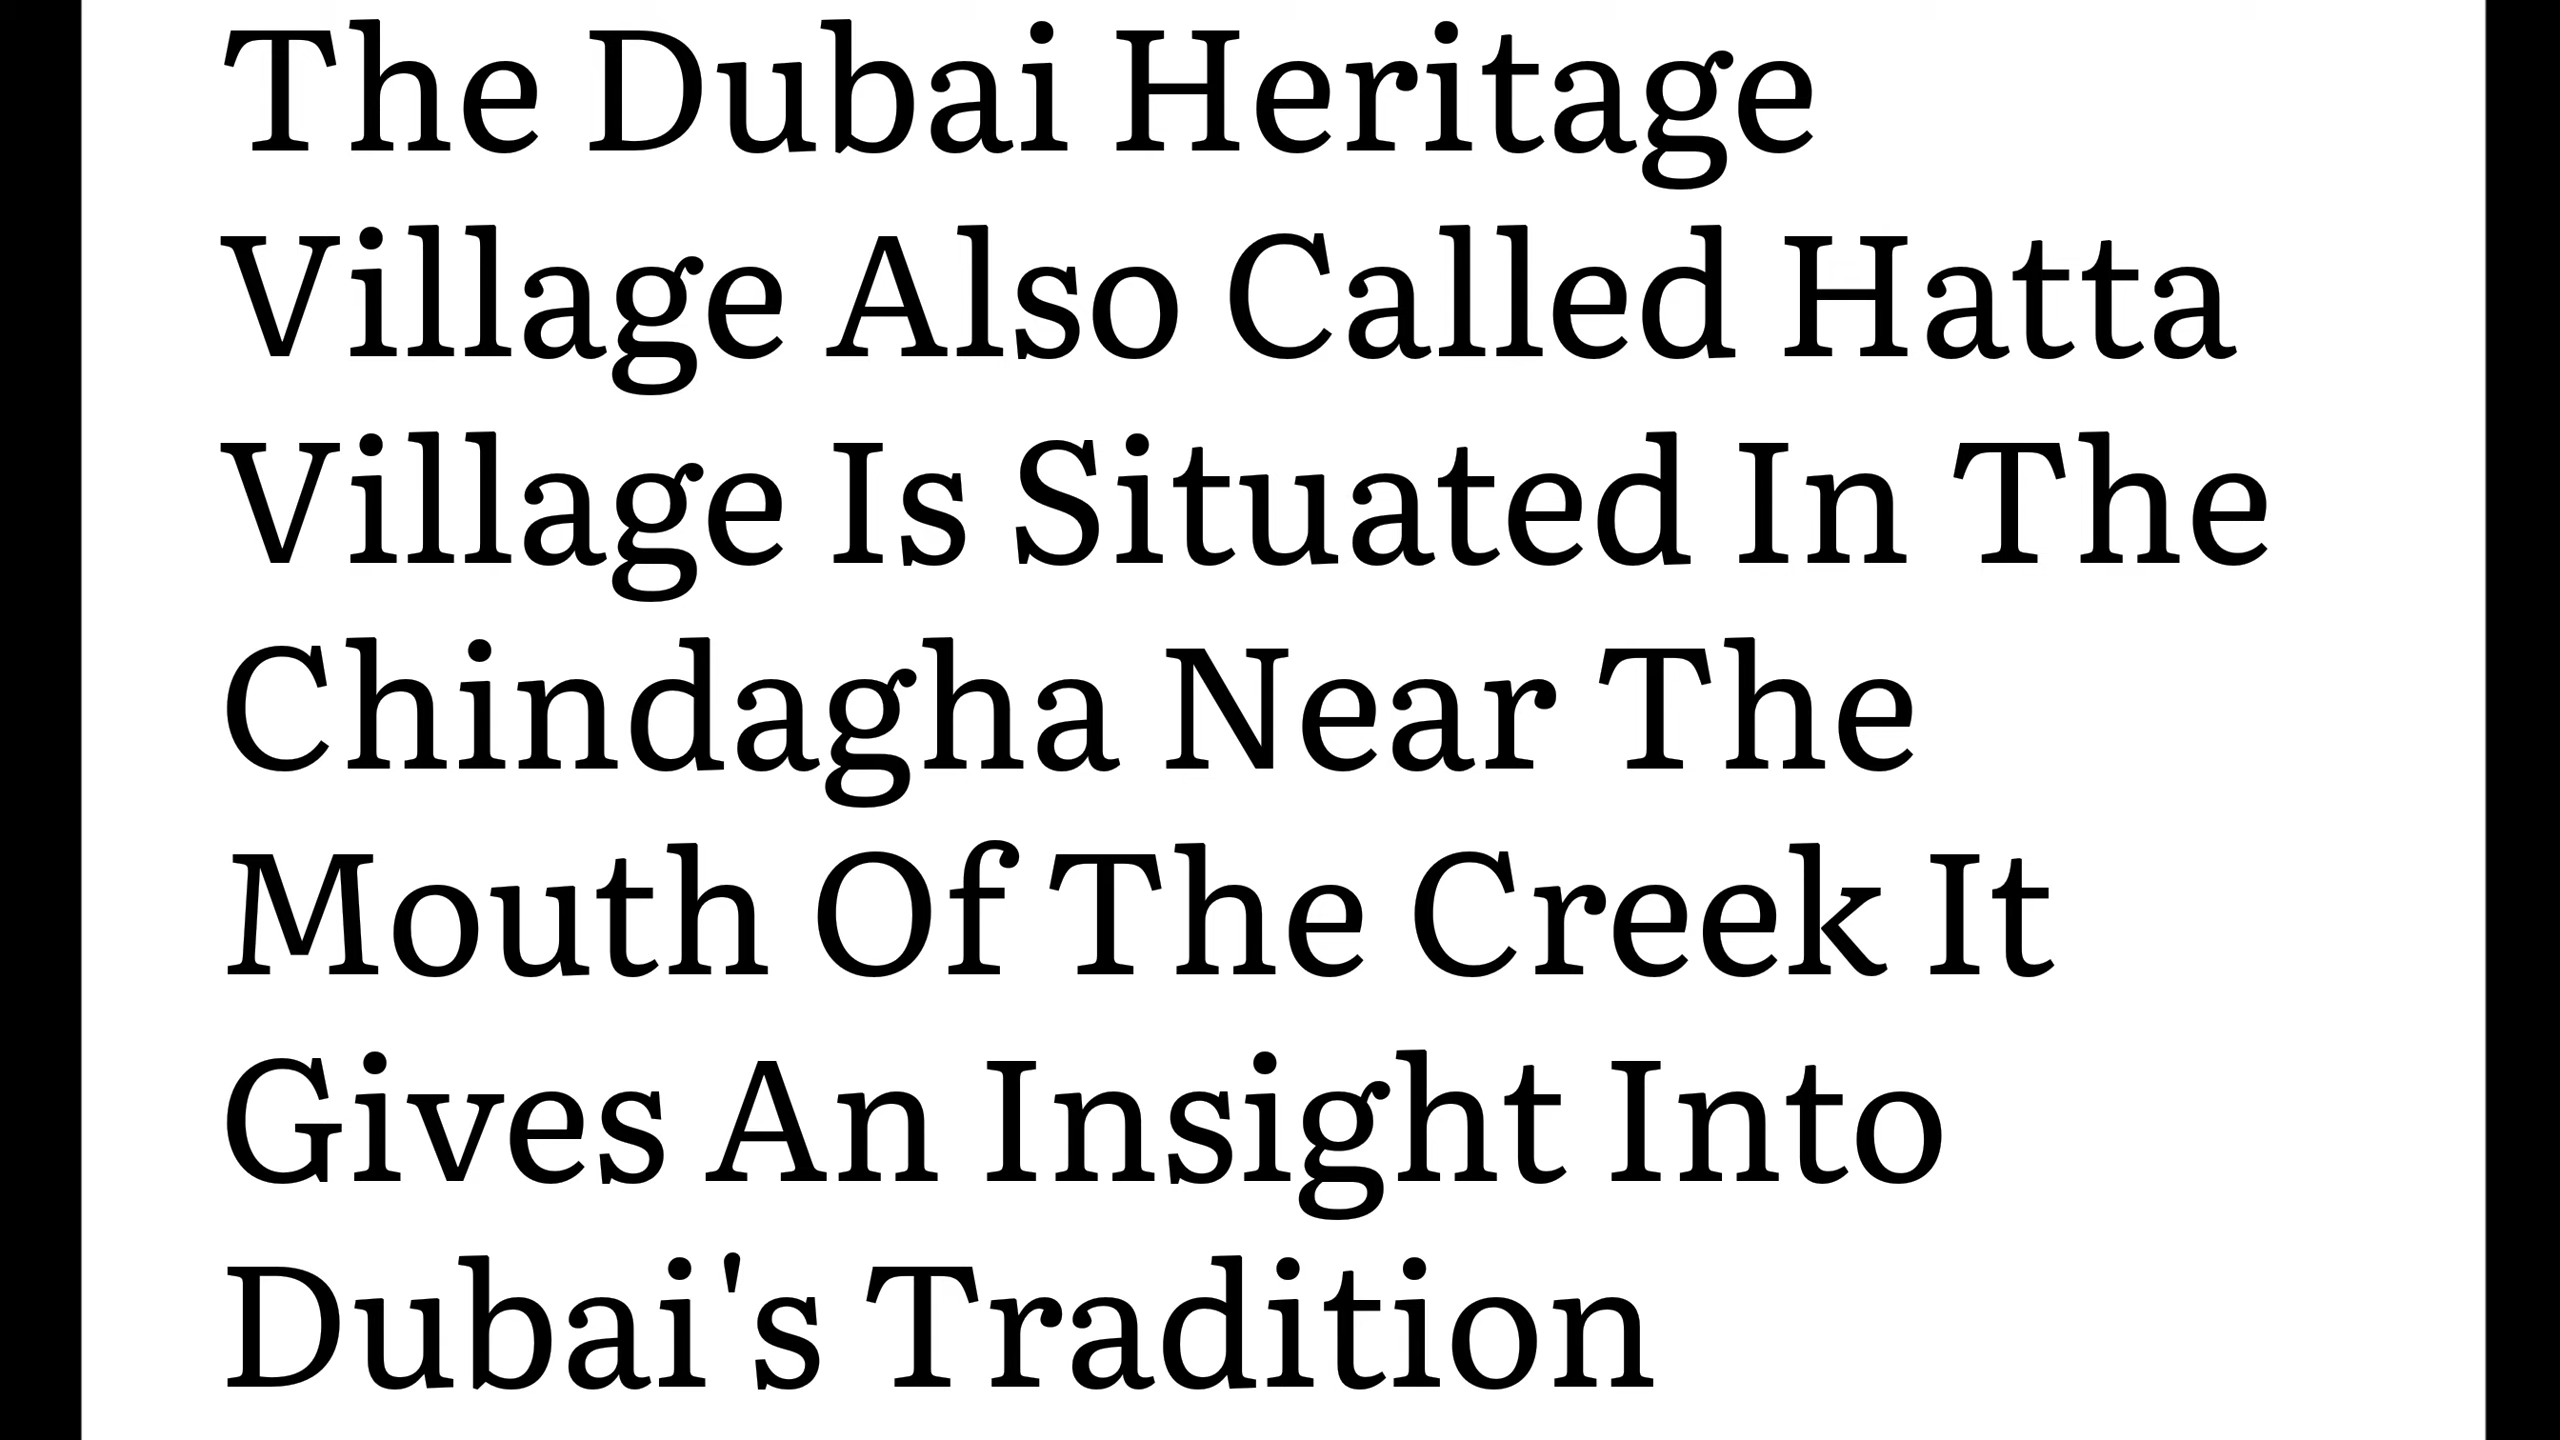 The Dubai Heritage
Village Also Called Hatta
Village Is Situated In The
Chindagha Near The
Mouth Of The Creek It
Gives An Insight Into
Dubai's Tradition